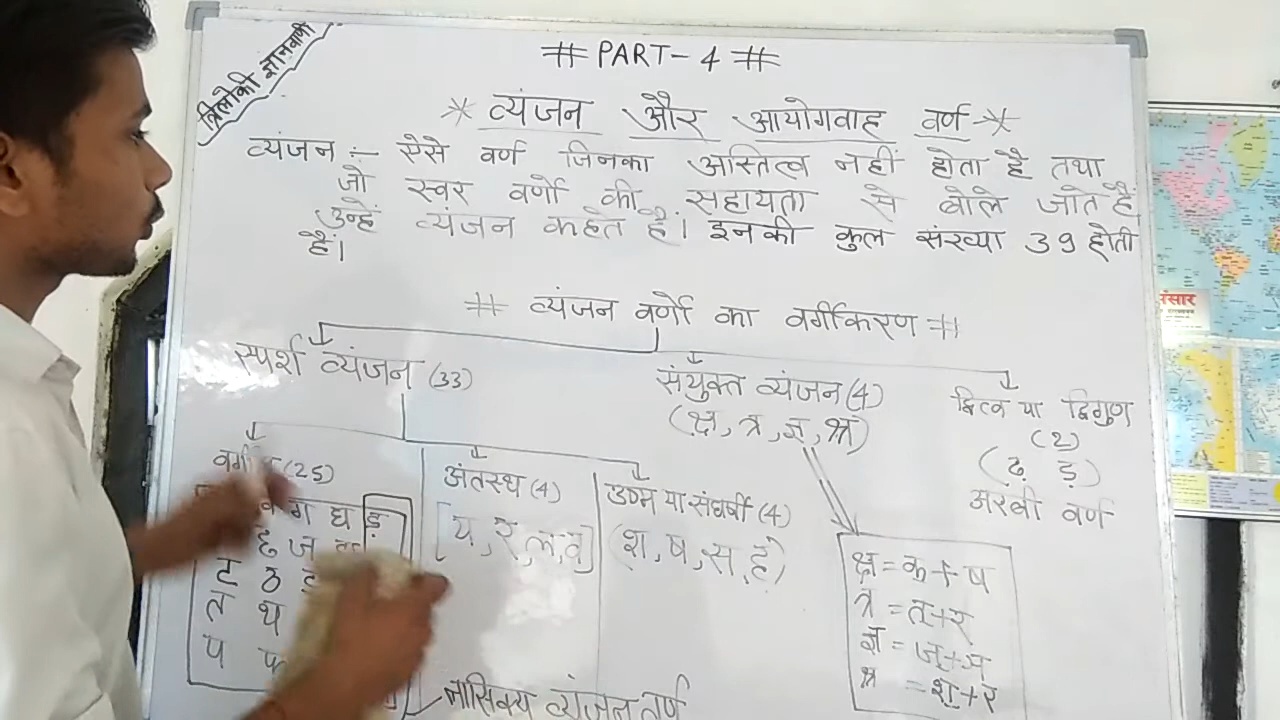 त्रिलोकी ज्ञानवाणी
# PART-4 #
* व्यंजन और आयोगवाह वर्ण *
व्यंजन :- ऐसे वर्ण जिनका अस्तित्व नहीं होता है तथा
जो स्वर वर्णो की सहायता से बोले जाते हैं,
उन्हें व्यंजन कहते है। इनकी कुल संख्या 39 होती
है।
# व्यंजन वर्णो का वर्गीकरण #
स्पर्श व्यंजन (33)
संयुक्त व्यंजन (4)
(क्ष, त्र, ज्ञ, श्र)
द्वित्व या द्विगुण
(2)
(ढ़ ड़)
अरबी वर्ण
(25)
ग घ ङ
ज
ट ठ
त थ
प
अंतस्थ (4)
[य, र, ल, व]
उष्म या संघर्षी (4)
(श, ष, स, ह)
क्ष = क + ष
त्र = त् + र
ज्ञ = ज् + ञ
श्र = श् + र
नासिक्य व्यंजन वर्ण
संसार